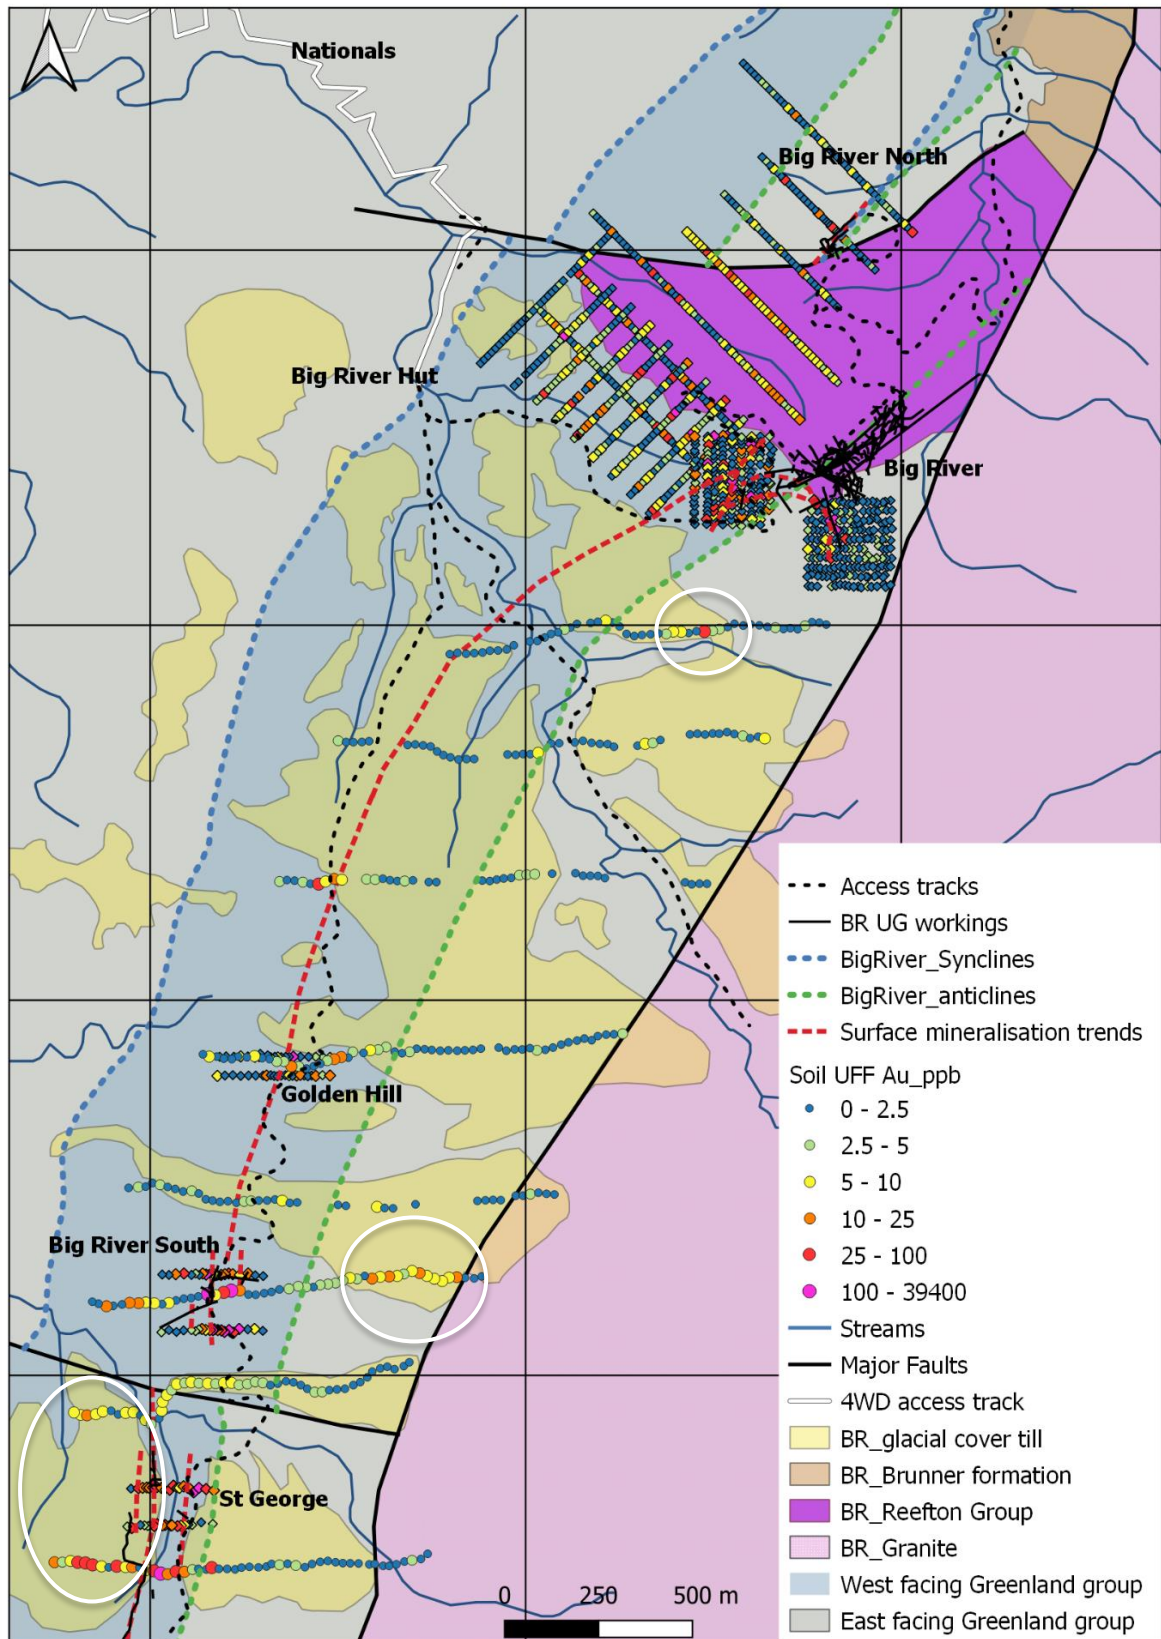 Nationals
Big River North
Big River Hut
Big River
Golden Hill
Big River South
St George
Access tracks
BR UG workings
BigRiver_Synclines
BigRiver_anticlines
Surface mineralisation trends
Soil UFF Au_ppb
0 - 2.5
2.5 - 5
5 - 10
10 - 25
25 - 100
100 - 39400
Streams
Major Faults
4WD access track
BR_glacial cover till
BR_Brunner formation
BR_Reefton Group
BR_Granite
West facing Greenland group
East facing Greenland group
0 250 500 m